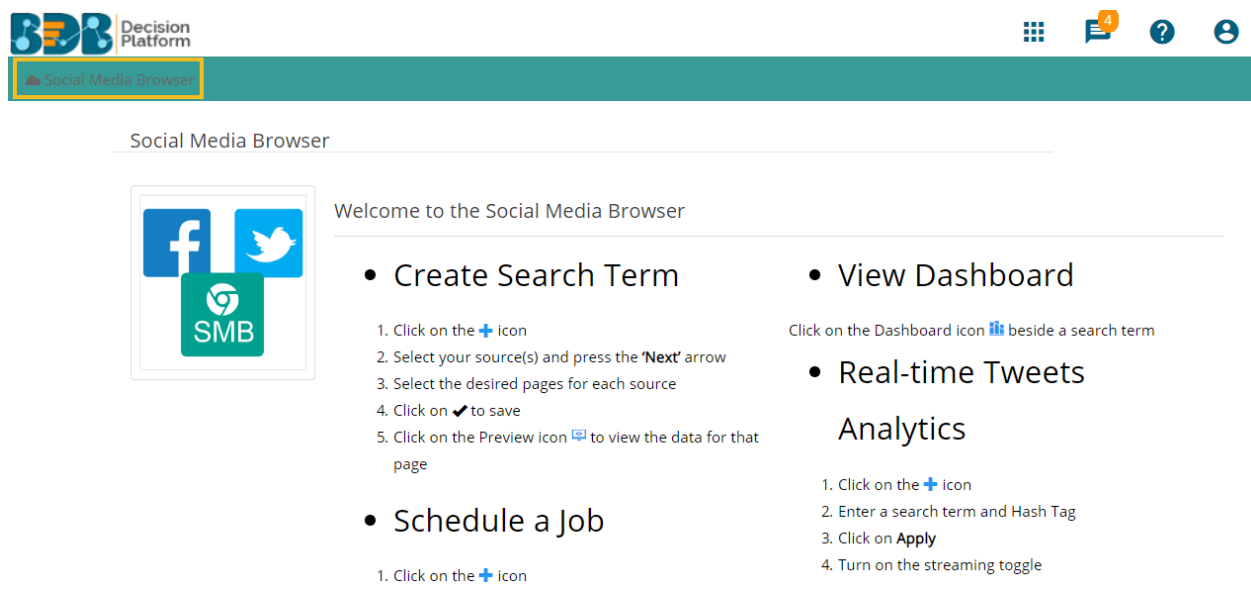 BDB Decision
Platform
4
Social Media Browser
Social Media Browser
SMB
Welcome to the Social Media Browser
• Create Search Term
1. Click on the icon
2. Select your source(s) and press the 'Next' arrow
3. Select the desired pages for each source
4. Click on to save
5. Click on the Preview icon to view the data for that
page
• Schedule a Job
1. Click on the icon
• View Dashboard
Click on the Dashboard icon beside a search term
• Real-time Tweets
Analytics
1. Click on the icon
2. Enter a search term and Hash Tag
3. Click on Apply
4. Turn on the streaming toggle